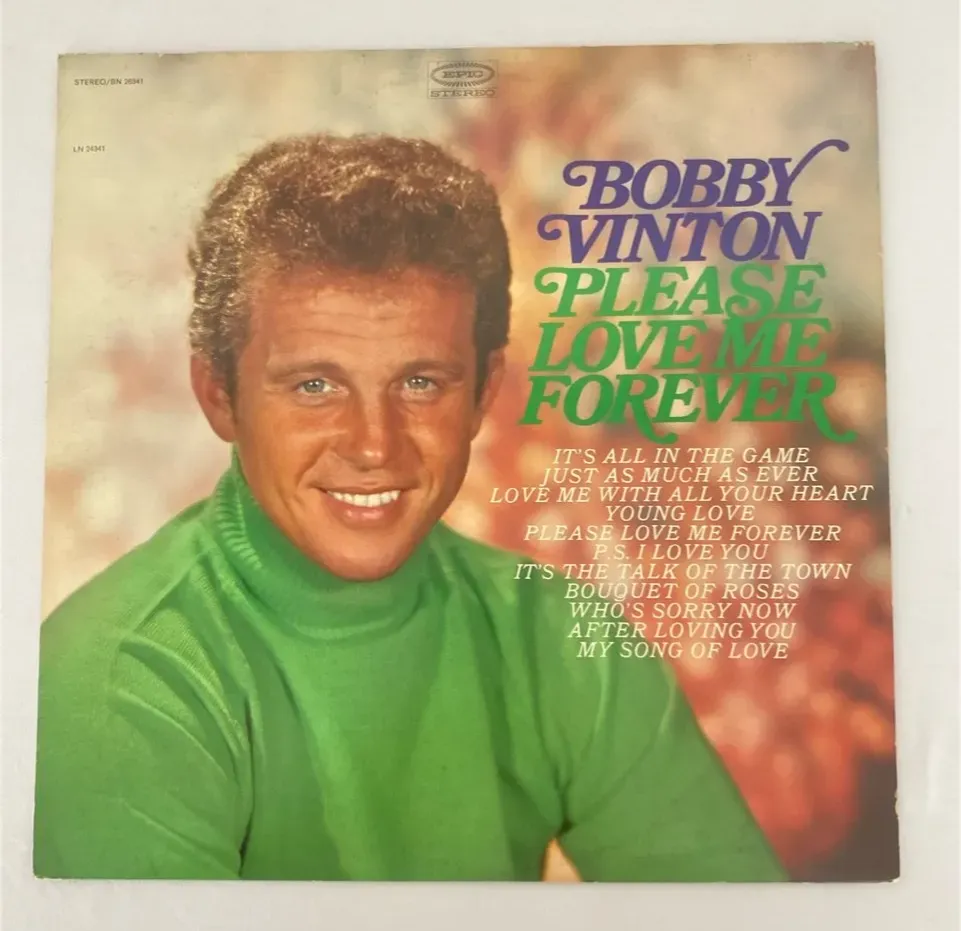 STEREO/BN 26341
EPIC
STEREO
LN 24341
BOBBY
VINTON
PLEASE
LOVE ME
FOREVER
IT'S ALL IN THE GAME
JUST AS MUCH AS EVER
LOVE ME WITH ALL YOUR HEART
YOUNG LOVE
PLEASE LOVE ME FOREVER
P.S. I LOVE YOU
IT'S THE TALK OF THE TOWN
BOUQUET OF ROSES
WHO'S SORRY NOW
AFTER LOVING YOU
MY SONG OF LOVE